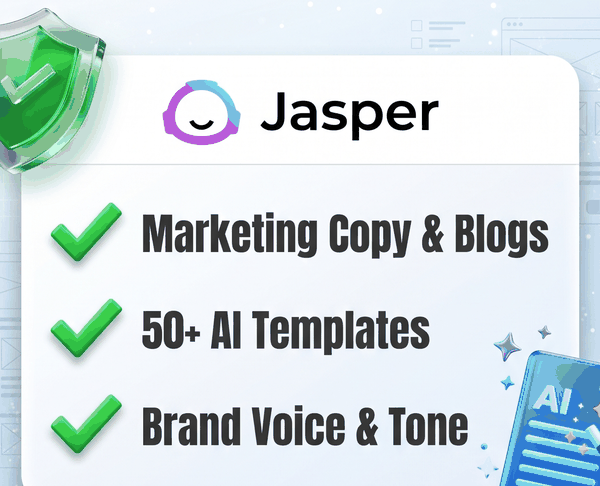 Jasper
Marketing Copy & Blogs
50+ AI Templates
Brand Voice & Tone
AI